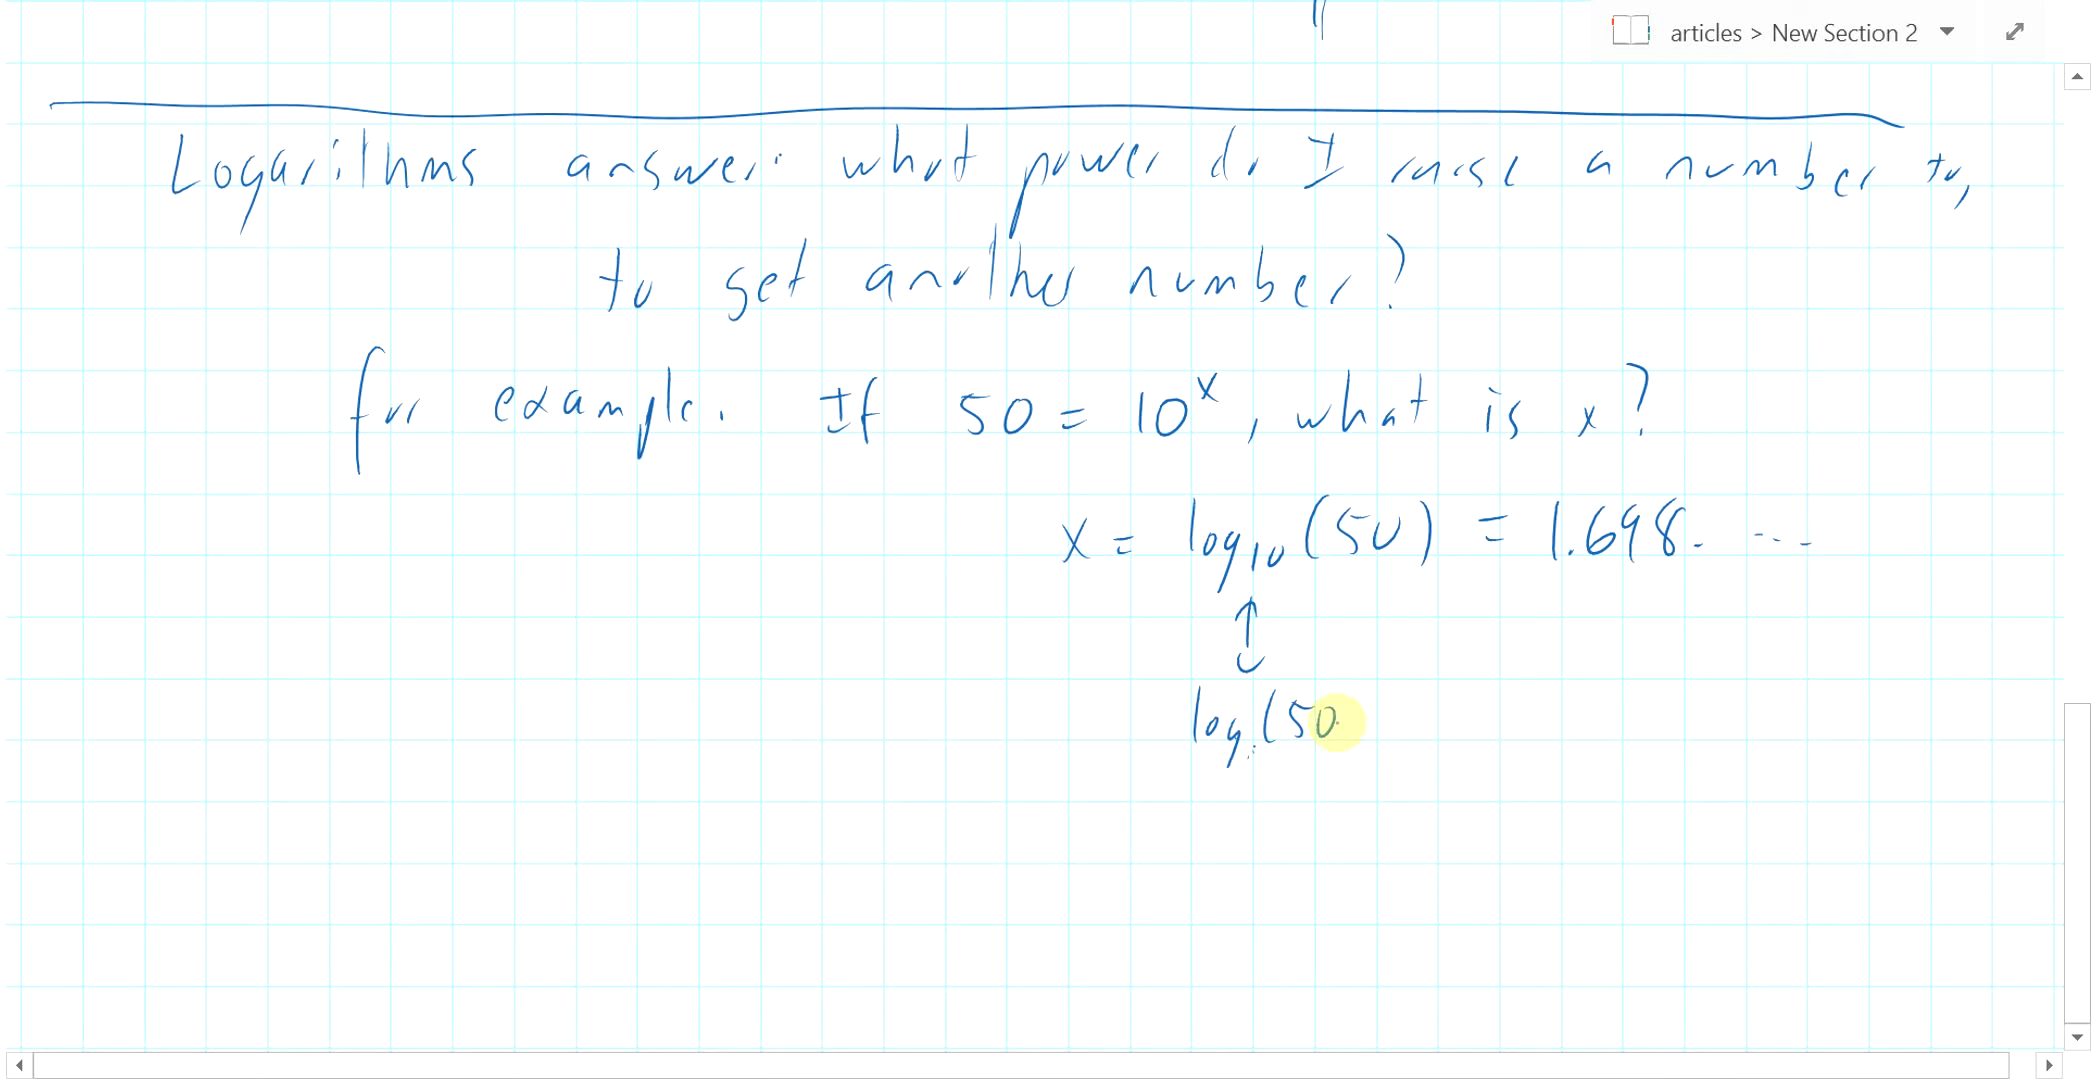 articles > New Section 2
Logarithms answer: what power do I raise a number to,
to get another number?
for example. If 50 = 10^x, what is x?
x = log₁₀(50) = 1.698. ...
↕
log(50